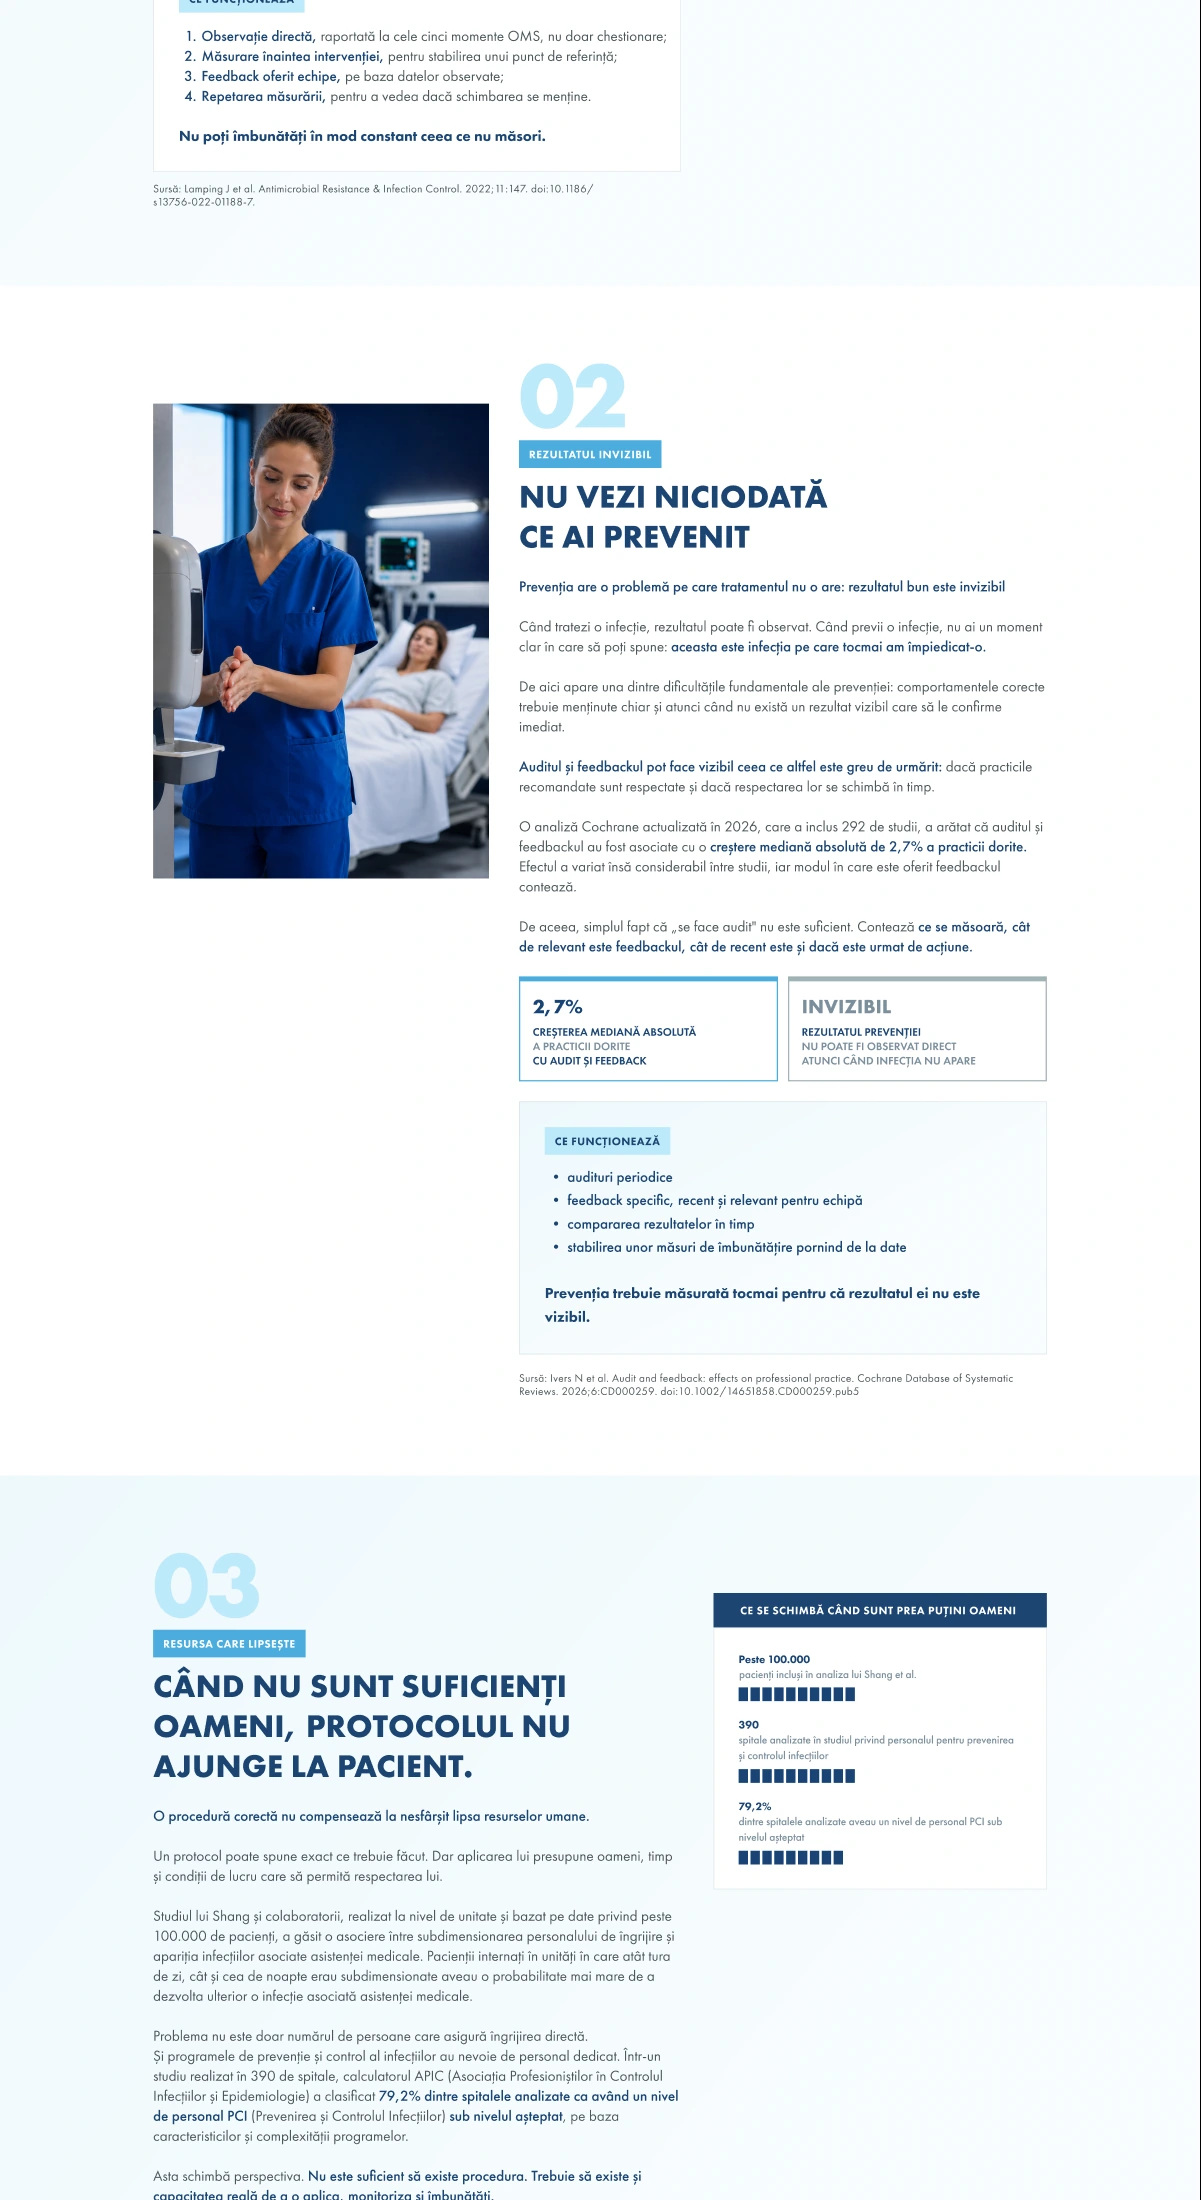 CE FUNCȚIONEAZĂ
1. Observație directă, raportată la cele cinci momente OMS, nu doar chestionare;
2. Măsurare înaintea intervenției, pentru stabilirea unui punct de referință;
3. Feedback oferit echipe, pe baza datelor observate;
4. Repetarea măsurării, pentru a vedea dacă schimbarea se menține.
Nu poți îmbunătăți în mod constant ceea ce nu măsori.
Sursă: Lamping J et al. Antimicrobial Resistance & Infection Control. 2022;11:147. doi:10.1186/
s13756-022-01188-7.
02
REZULTATUL INVIZIBIL
NU VEZI NICIODATĂ
CE AI PREVENIT
Prevenția are o problemă pe care tratamentul nu o are: rezultatul bun este invizibil
Când tratezi o infecție, rezultatul poate fi observat. Când previi o infecție, nu ai un moment
clar în care să poți spune: aceasta este infecția pe care tocmai am împiedicat-o.
De aici apare una dintre dificultățile fundamentale ale prevenției: comportamentele corecte
trebuie menținute chiar și atunci când nu există un rezultat vizibil care să le confirme
imediat.
Auditul și feedbackul pot face vizibil ceea ce altfel este greu de urmărit: dacă practicile
recomandate sunt respectate și dacă respectarea lor se schimbă în timp.
O analiză Cochrane actualizată în 2026, care a inclus 292 de studii, a arătat că auditul și
feedbackul au fost asociate cu o creștere mediană absolută de 2,7% a practicii dorite.
Efectul a variat însă considerabil între studii, iar modul în care este oferit feedbackul
contează.
De aceea, simplul fapt că „se face audit" nu este suficient. Contează ce se măsoară, cât
de relevant este feedbackul, cât de recent este și dacă este urmat de acțiune.
2,7%
CREȘTEREA MEDIANĂ ABSOLUTĂ
A PRACTICII DORITE
CU AUDIT ȘI FEEDBACK
INVIZIBIL
REZULTATUL PREVENȚIEI
NU POATE FI OBSERVAT DIRECT
ATUNCI CÂND INFECȚIA NU APARE
CE FUNCȚIONEAZĂ
• audituri periodice
• feedback specific, recent și relevant pentru echipă
• compararea rezultatelor în timp
• stabilirea unor măsuri de îmbunătățire pornind de la date
Prevenția trebuie măsurată tocmai pentru că rezultatul ei nu este
vizibil.
Sursă: Ivers N et al. Audit and feedback: effects on professional practice. Cochrane Database of Systematic
Reviews. 2026;6:CD000259. doi:10.1002/14651858.CD000259.pub5
03
RESURSA CARE LIPSEȘTE
CÂND NU SUNT SUFICIENȚI
OAMENI, PROTOCOLUL NU
AJUNGE LA PACIENT.
O procedură corectă nu compensează la nesfârșit lipsa resurselor umane.
Un protocol poate spune exact ce trebuie făcut. Dar aplicarea lui presupune oameni, timp
și condiții de lucru care să permită respectarea lui.
Studiul lui Shang și colaboratorii, realizat la nivel de unitate și bazat pe date privind peste
100.000 de pacienți, a găsit o asociere între subdimensionarea personalului de îngrijire și
apariția infecțiilor asociate asistenței medicale. Pacienții internați în unități în care atât tura
de zi, cât și cea de noapte erau subdimensionate aveau o probabilitate mai mare de a
dezvolta ulterior o infecție asociată asistenței medicale.
Problema nu este doar numărul de persoane care asigură îngrijirea directă.
Și programele de prevenție și control al infecțiilor au nevoie de personal dedicat. Într-un
studiu realizat în 390 de spitale, calculatorul APIC (Asociația Profesioniștilor în Controlul
Infecțiilor și Epidemiologie) a clasificat 79,2% dintre spitalele analizate ca având un nivel
de personal PCI (Prevenirea și Controlul Infecțiilor) sub nivelul așteptat, pe baza
caracteristicilor și complexității programelor.
Asta schimbă perspectiva. Nu este suficient să existe procedura. Trebuie să existe și
capacitatea reală de a o aplica, monitoriza și îmbunătăți.
CE SE SCHIMBĂ CÂND SUNT PREA PUȚINI OAMENI
Peste 100.000
pacienți incluși în analiza lui Shang et al.
390
spitale analizate în studiul privind personalul pentru prevenirea
și controlul infecțiilor
79,2%
dintre spitalele analizate aveau un nivel de personal PCI sub
nivelul așteptat